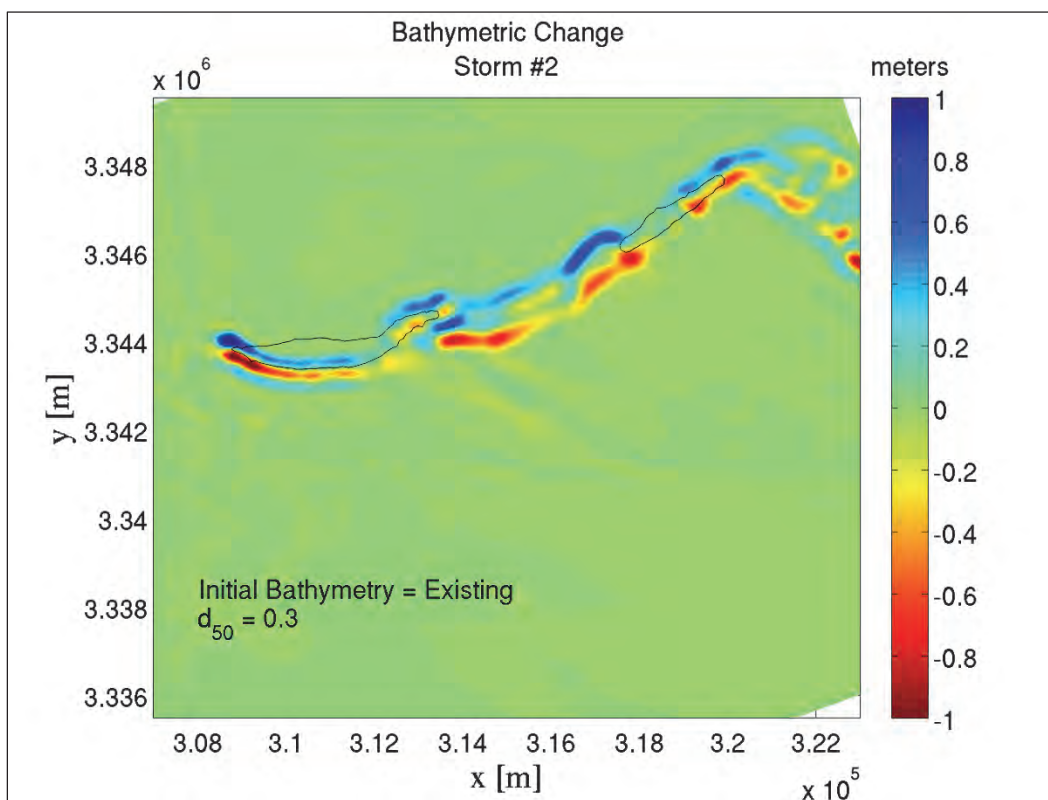 Bathymetric Change
Storm #2
x 10^6
meters
3.348
3.346
3.344
3.342
3.34
3.338
3.336
y [m]
Initial Bathymetry = Existing
d_50 = 0.3
1
0.8
0.6
0.4
0.2
0
-0.2
-0.4
-0.6
-0.8
-1
3.08 3.1 3.12 3.14 3.16 3.18 3.2 3.22
x [m]
x 10^5